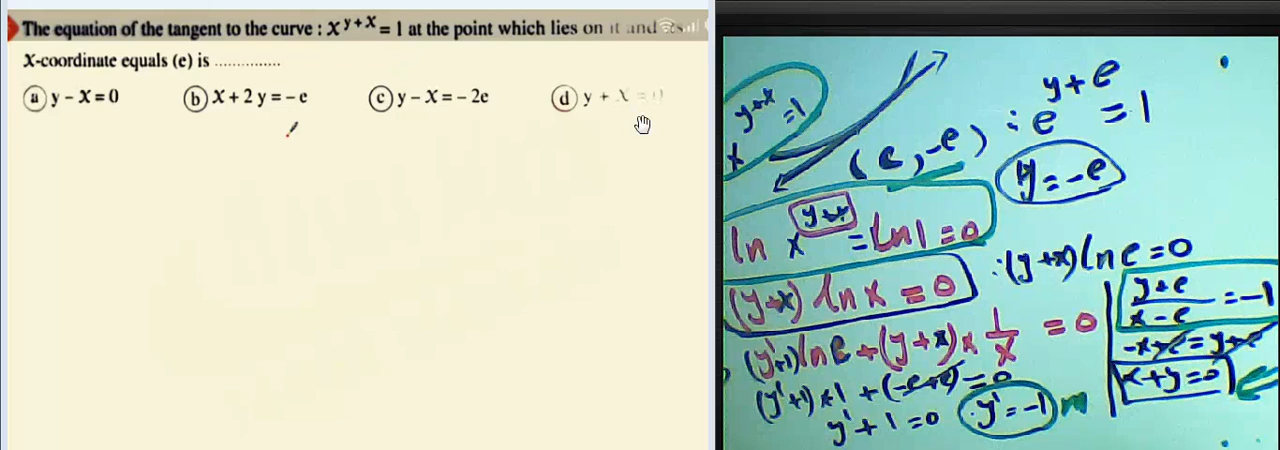 The equation of the tangent to the curve : x^{y+x} = 1 at the point which lies on it and its
X-coordinate equals (e) is ...............
(a) y − x = 0
(b) x + 2 y = − e
(c) y − x = − 2e
(d) y + x = 0
x^{y+x} = 1
(e, -e)
: e^{y+e} = 1
y = -e
ln x^{y+x} = ln 1 = 0
(y+x) ln x = 0
: (y+x) ln e = 0
(y'+1) ln e + (y+x) × 1/x = 0
(y'+1) × 1 + (-e+e) = 0
y' + 1 = 0
y' = -1 m
y+e / x-e = -1
-x+e = y+e
x+y=0